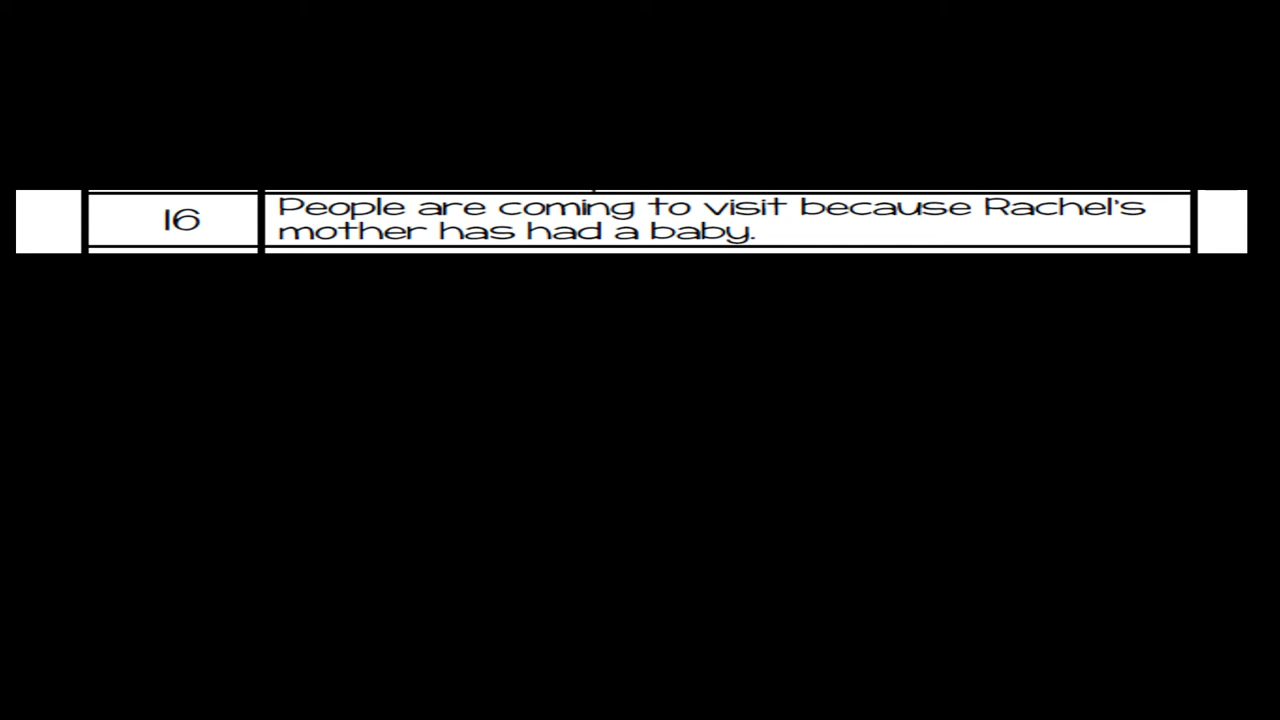 16
People are coming to visit because Rachel's
mother has had a baby.